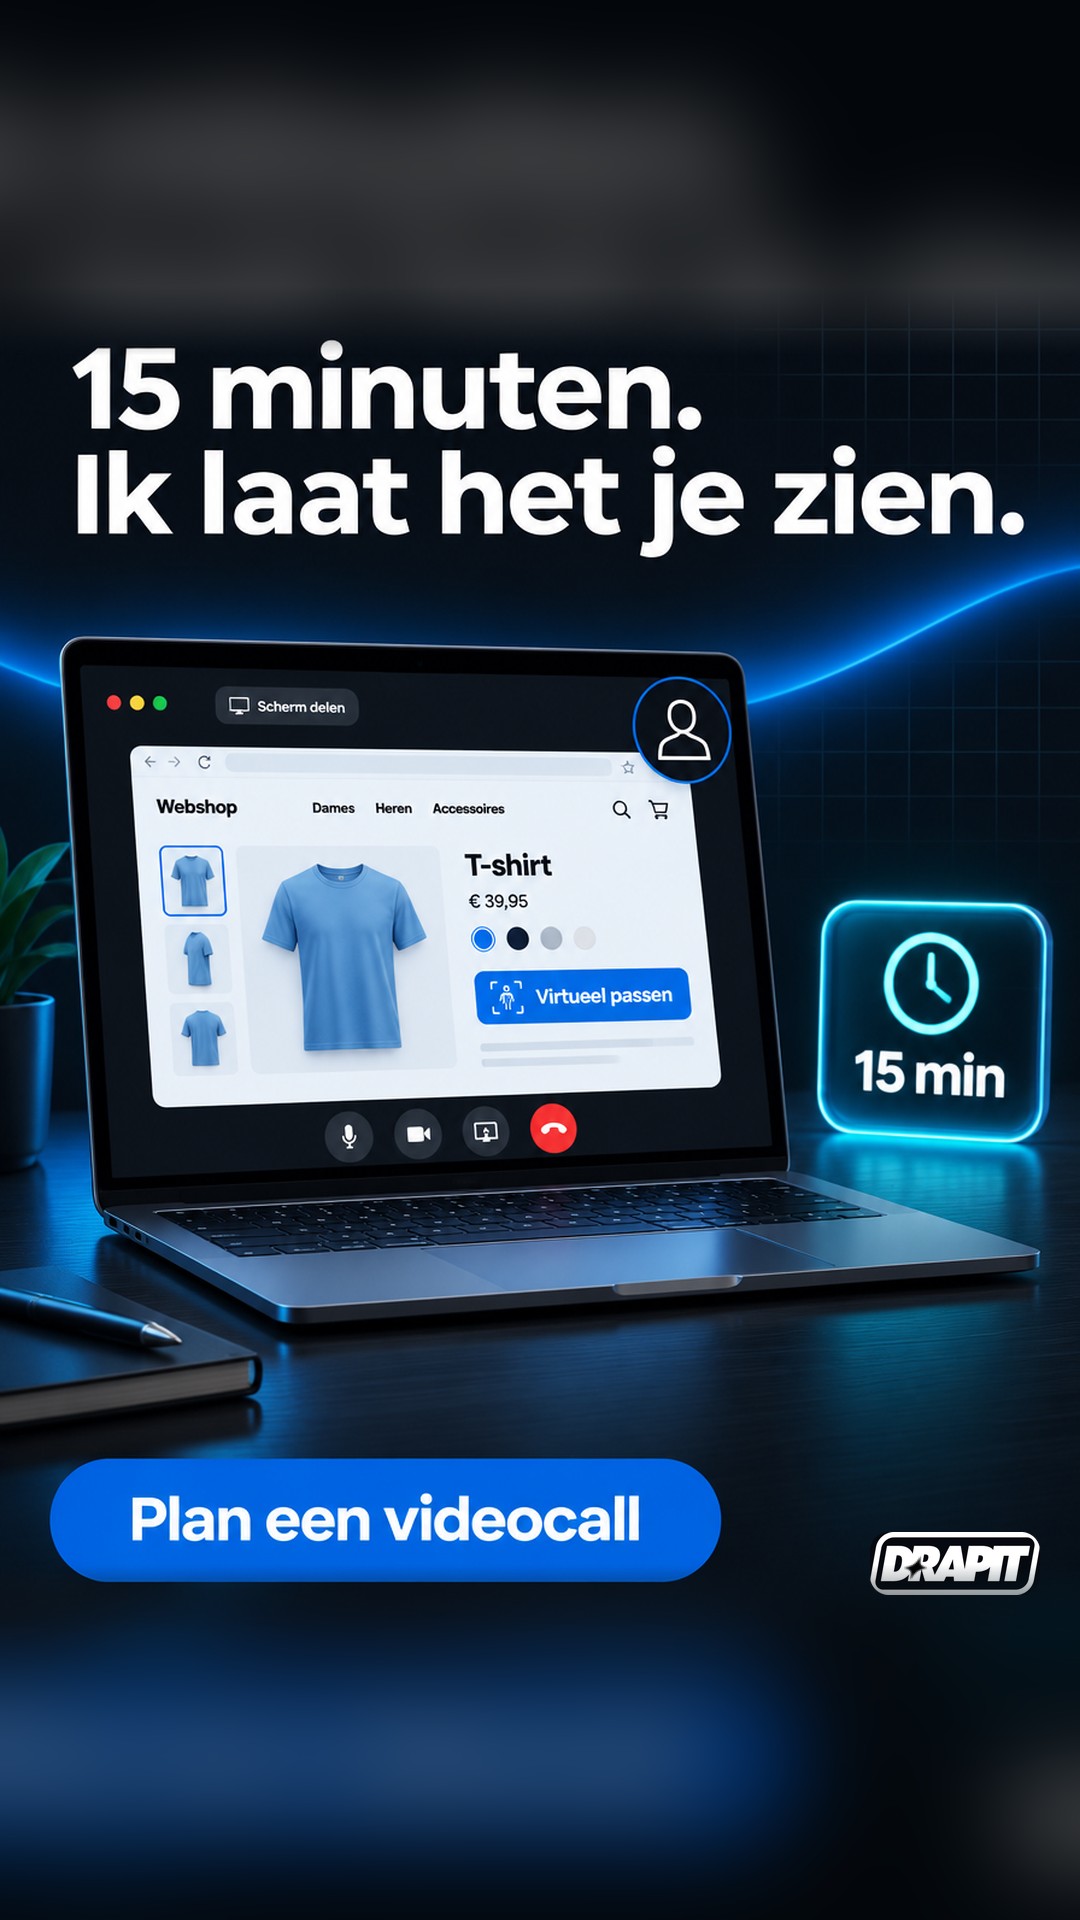 15 minuten.
Ik laat het je zien.
Scherm delen
Webshop
Dames
Heren
Accessoires
T-shirt
€ 39,95
Virtueel passen
15 min
Plan een videocall
DRAPIT